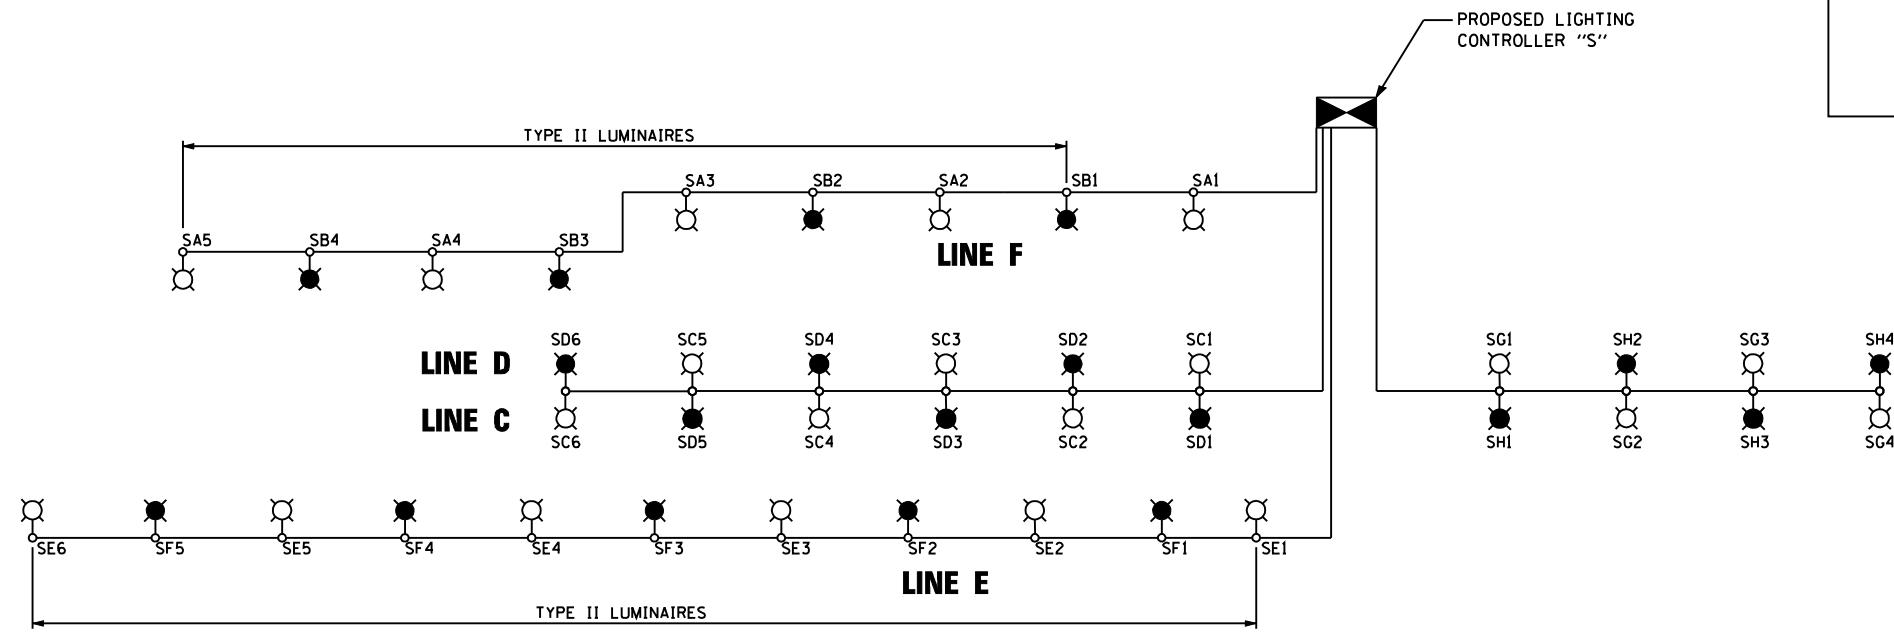 PROPOSED LIGHTING
CONTROLLER "S"
TYPE II LUMINAIRES
SA3 SB2 SA2 SB1 SA1
SA5 SB4 SA4 SB3
LINE F
SD6 SC5 SD4 SC3 SD2 SC1 SG1 SH2 SG3 SH4
LINE D
LINE C
SC6 SD5 SC4 SD3 SC2 SD1 SH1 SG2 SH3 SG4
SE6 SF5 SE5 SF4 SE4 SF3 SE3 SF2 SE2 SF1 SE1
LINE E
TYPE II LUMINAIRES